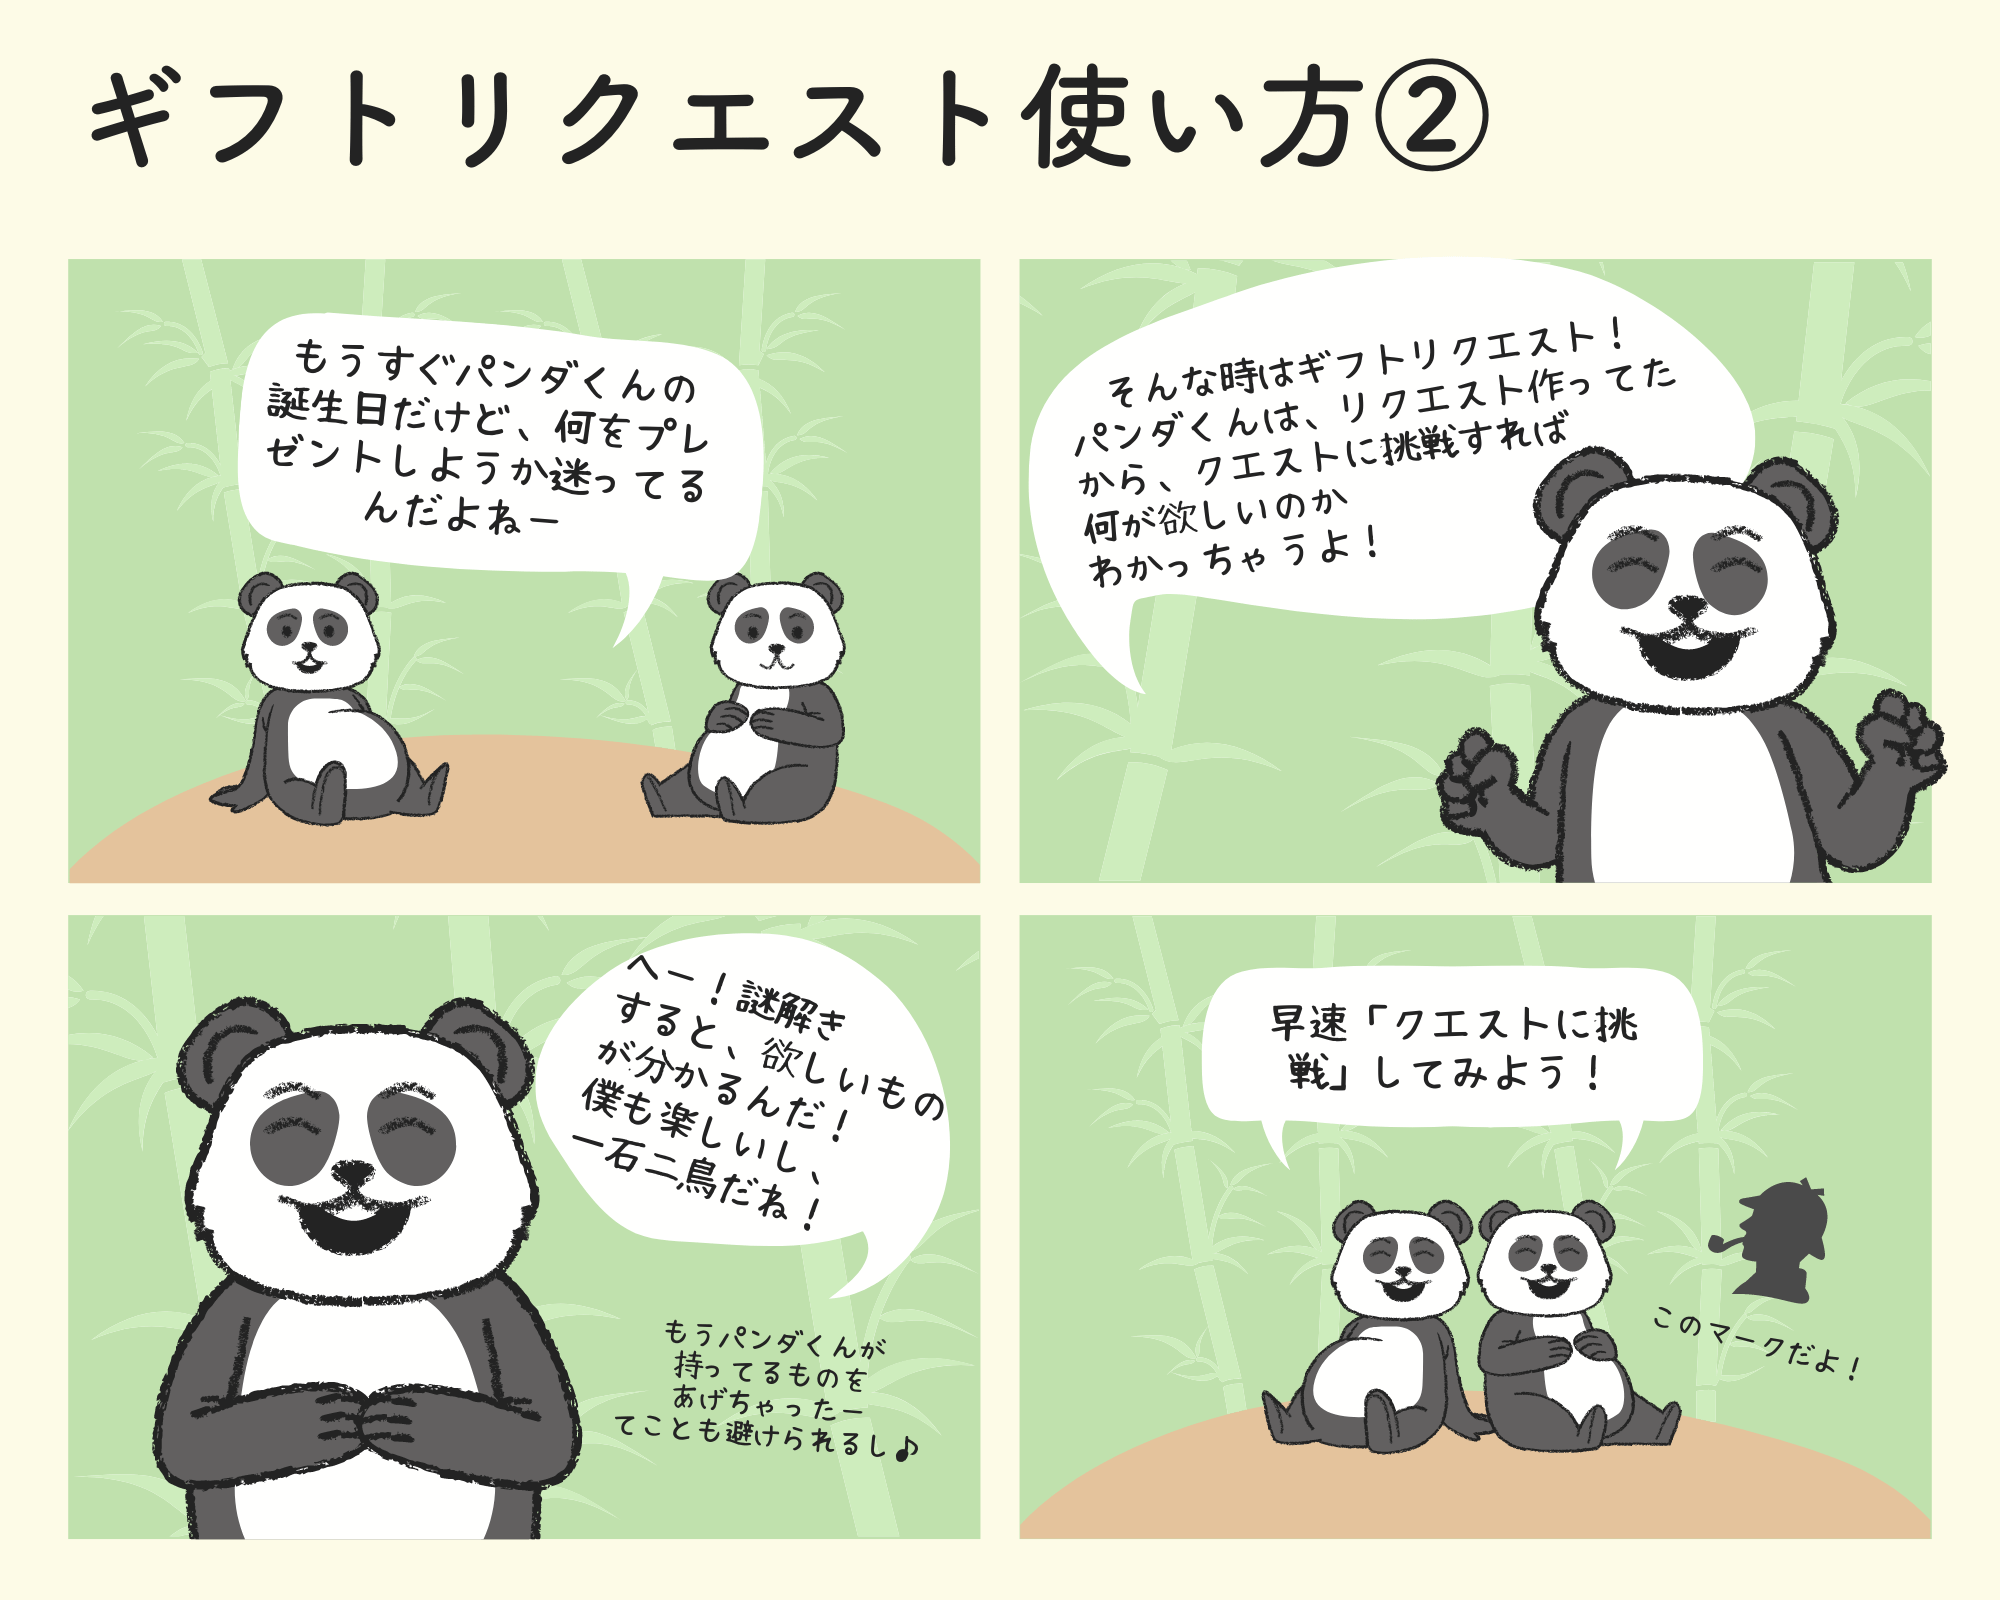 ギフトリクエスト使い方②
もうすぐパンダくんの
誕生日だけど、何をプレ
ゼントしようか迷ってる
んだよねー
そんな時はギフトリクエスト！
パンダくんは、リクエスト作ってた
から、クエストに挑戦すれば
何が欲しいのか
わかっちゃうよ！
へー！謎解き
すると、欲しいもの
が分かるんだ！
僕も楽しいし、
一石二鳥だね！
もうパンダくんが
持ってるものを
あげちゃったー
てことも避けられるし♪
早速「クエストに挑
戦」してみよう！
このマークだよ！